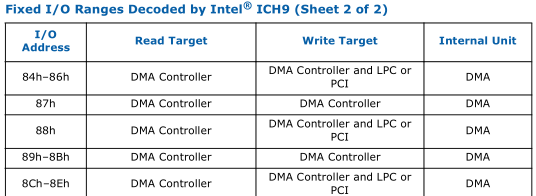 Fixed I/O Ranges Decoded by Intel® ICH9 (Sheet 2 of 2)
I/O Address Read Target Write Target Internal Unit
84h–86h DMA Controller DMA Controller and LPC or PCI DMA
87h DMA Controller DMA Controller DMA
88h DMA Controller DMA Controller and LPC or PCI DMA
89h–8Bh DMA Controller DMA Controller DMA
8Ch–8Eh DMA Controller DMA Controller and LPC or PCI DMA